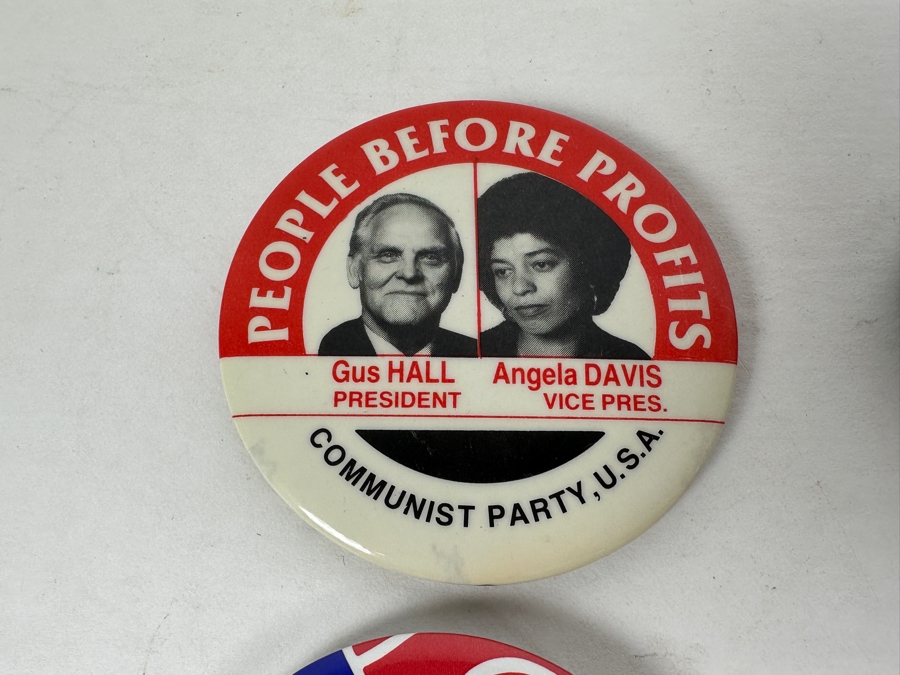 PEOPLE BEFORE PROFITS
Gus HALL
PRESIDENT
Angela DAVIS
VICE PRES.
COMMUNIST PARTY, U.S.A.